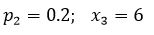 p₂ = 0.2;   x₃ = 6